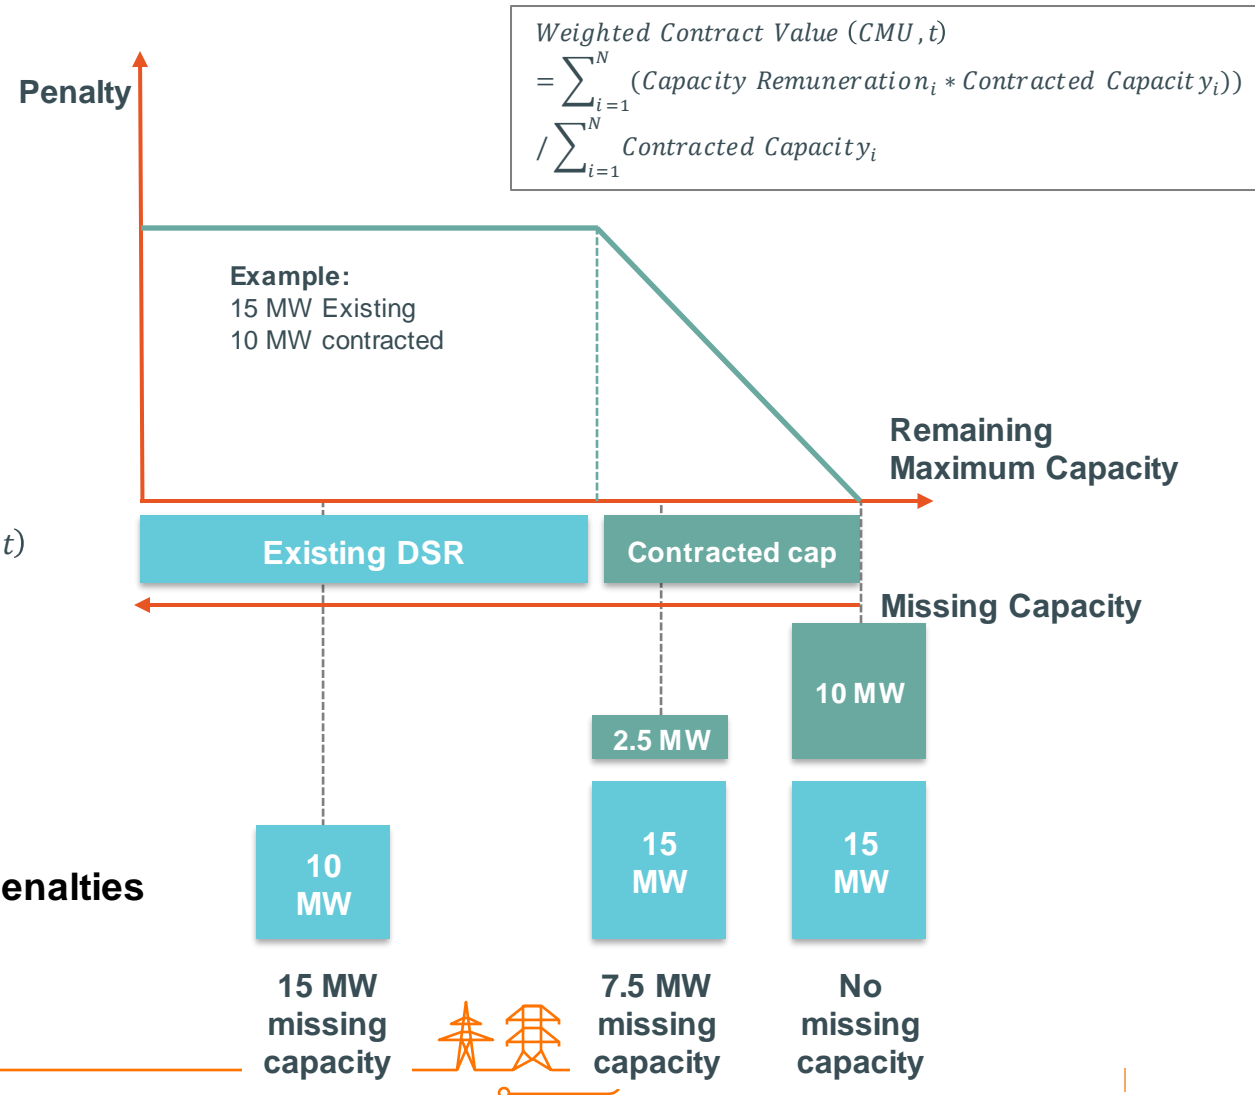 Weighted Contract Value (CMU, t)
= ∑_{i=1}^{N} (Capacity Remuneration_i * Contracted Capacity_i))
/ ∑_{i=1}^{N} Contracted Capacity_i
Penalty
Example:
15 MW Existing
10 MW contracted
Remaining
Maximum Capacity
t)
Existing DSR
Contracted cap
Missing Capacity
10 MW
2.5 MW
10
MW
15
MW
15
MW
enalties
15 MW
missing
capacity
7.5 MW
missing
capacity
No
missing
capacity